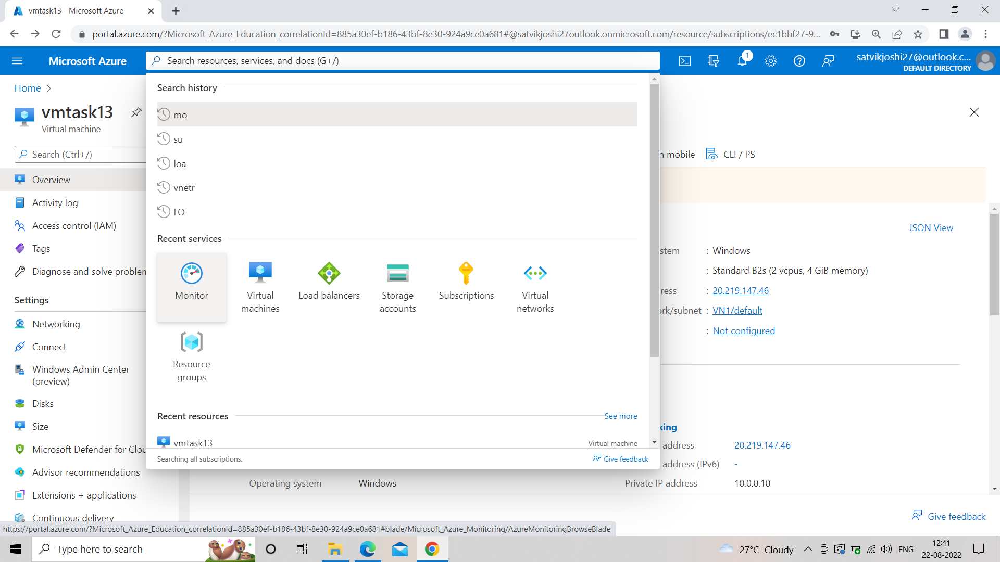 vmtask13 - Microsoft Azure
portal.azure.com/?Microsoft_Azure_Education_correlationId=885a30ef-b186-43bf-8e30-924a9ce0a681#@satvikjoshi27outlook.onmicrosoft.com/resource/subscriptions/ec1bbf27-9...
Microsoft Azure
Search resources, services, and docs (G+/)
1
satvikjoshi27@outlook.c...
DEFAULT DIRECTORY
Home
vmtask13
Virtual machine
Search (Ctrl+/)
Overview
Activity log
Access control (IAM)
Tags
Diagnose and solve problem
Settings
Networking
Connect
Windows Admin Center
(preview)
Disks
Size
Microsoft Defender for Clou
Advisor recommendations
Extensions + applications
Continuous delivery
Search history
mo
su
loa
vnetr
LO
Recent services
Monitor
Virtual
machines
Load balancers
Storage
accounts
Subscriptions
Virtual
networks
Resource
groups
Recent resources
See more
vmtask13
Virtual machine
Searching all subscriptions.
Give feedback
n mobile
CLI / PS
JSON View
stem : Windows
: Standard B2s (2 vcpus, 4 GiB memory)
ress : 20.219.147.46
ork/subnet : VN1/default
: Not configured
king
address 20.219.147.46
address (IPv6) -
Operating system Windows
Private IP address 10.0.0.10
Give feedback
https://portal.azure.com/?Microsoft_Azure_Education_correlationId=885a30ef-b186-43bf-8e30-924a9ce0a681#blade/Microsoft_Azure_Monitoring/AzureMonitoringBrowseBlade
Type here to search
27°C Cloudy
ENG
12:41
22-08-2022